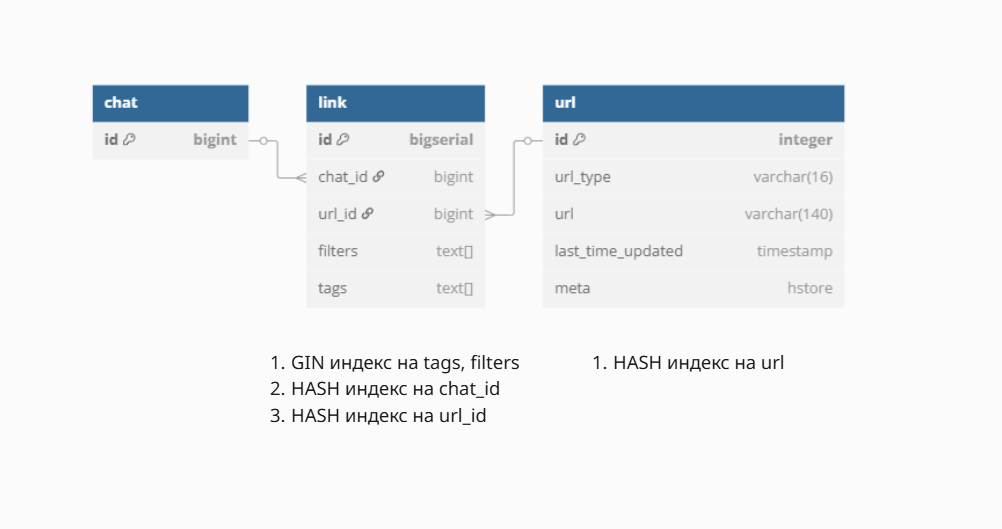 chat
id bigint
link
id bigserial
chat_id bigint
url_id bigint
filters text[]
tags text[]
url
id integer
url_type varchar(16)
url varchar(140)
last_time_updated timestamp
meta hstore
1. GIN индекс на tags, filters
2. HASH индекс на chat_id
3. HASH индекс на url_id
1. HASH индекс на url